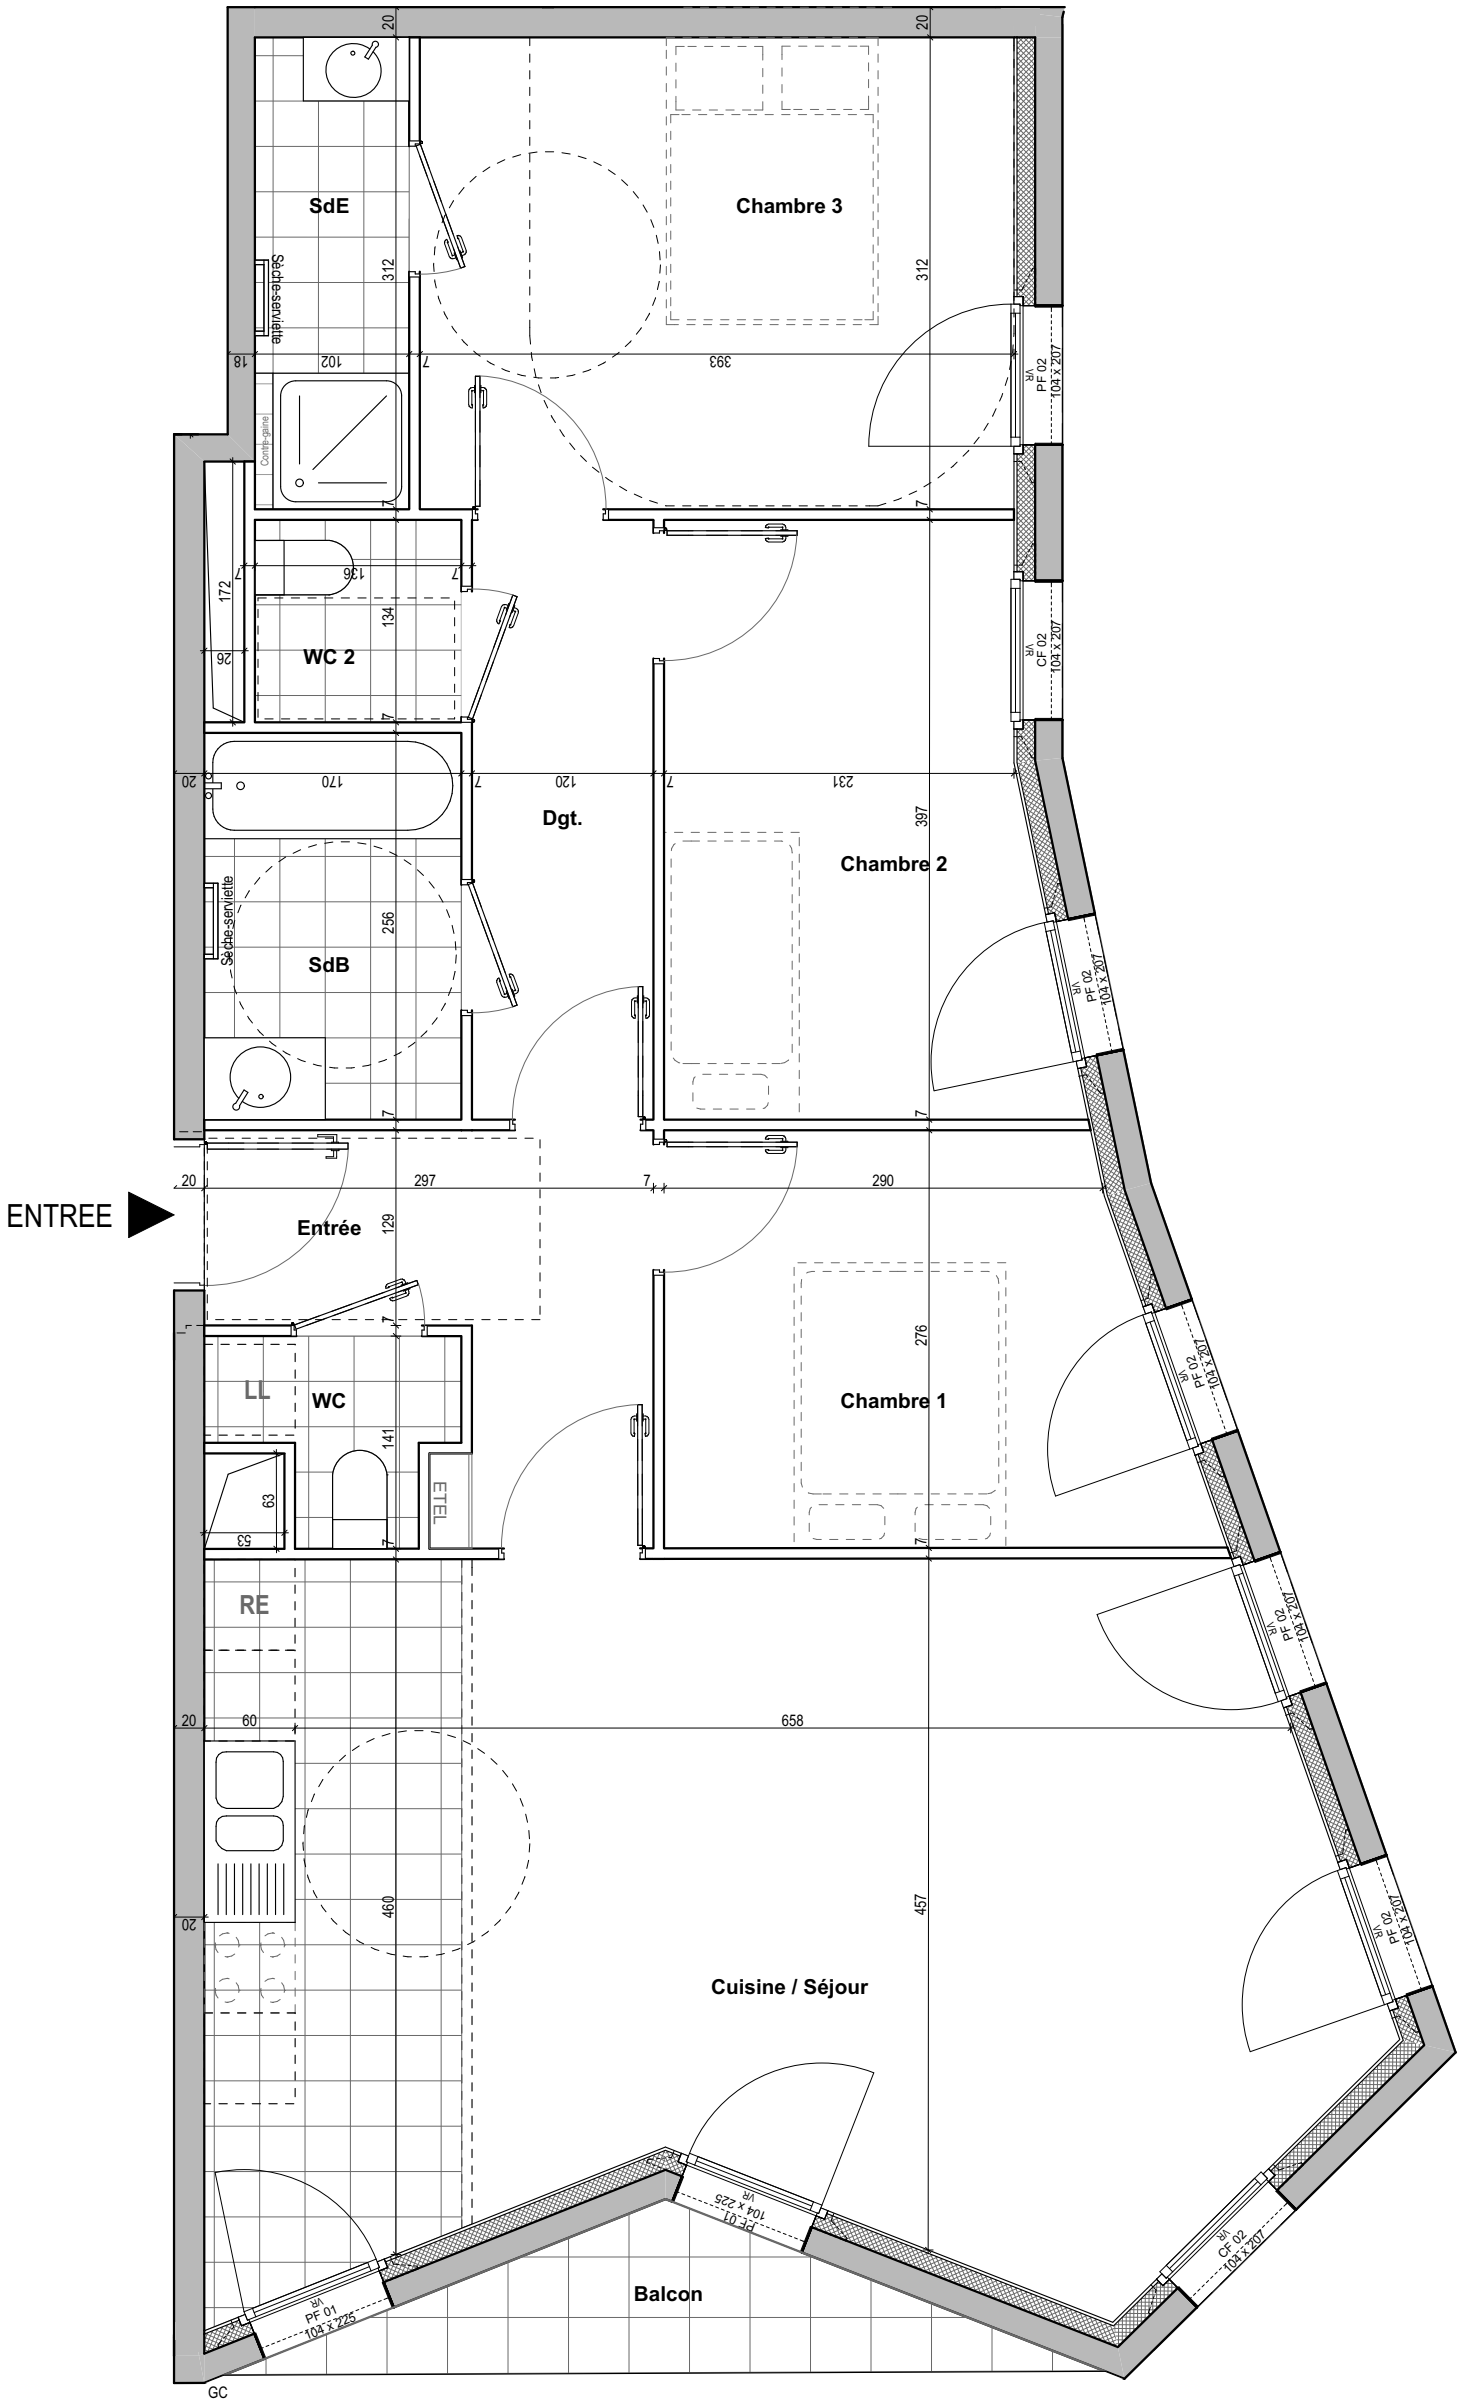 20
20
SdE
Chambre 3
Sèche-serviette
312
312
18
102
7
393
VR
PF 02
104 x 207
Contre-gaine
7
7
172
7
136
7
134
26
WC 2
VR
CF 02
104 x 207
7
20
170
7
120
7
231
397
Dgt.
Chambre 2
Sèche-serviette
256
SdB
VR
PF 02
104 x 207
7
7
20
297
7
290
ENTREE
Entrée
129
7
276
VR
PF 02
104 x 207
LL
WC
Chambre 1
141
63
ETEL
53
7
7
RE
VR
PF 02
104 x 207
20
60
658
460
457
20
VR
PF 02
104 x 207
Cuisine / Séjour
VR
104 x 225
PF 01
VR
CF 02
104 x 207
Balcon
VR
PF 01
104 x 225
GC